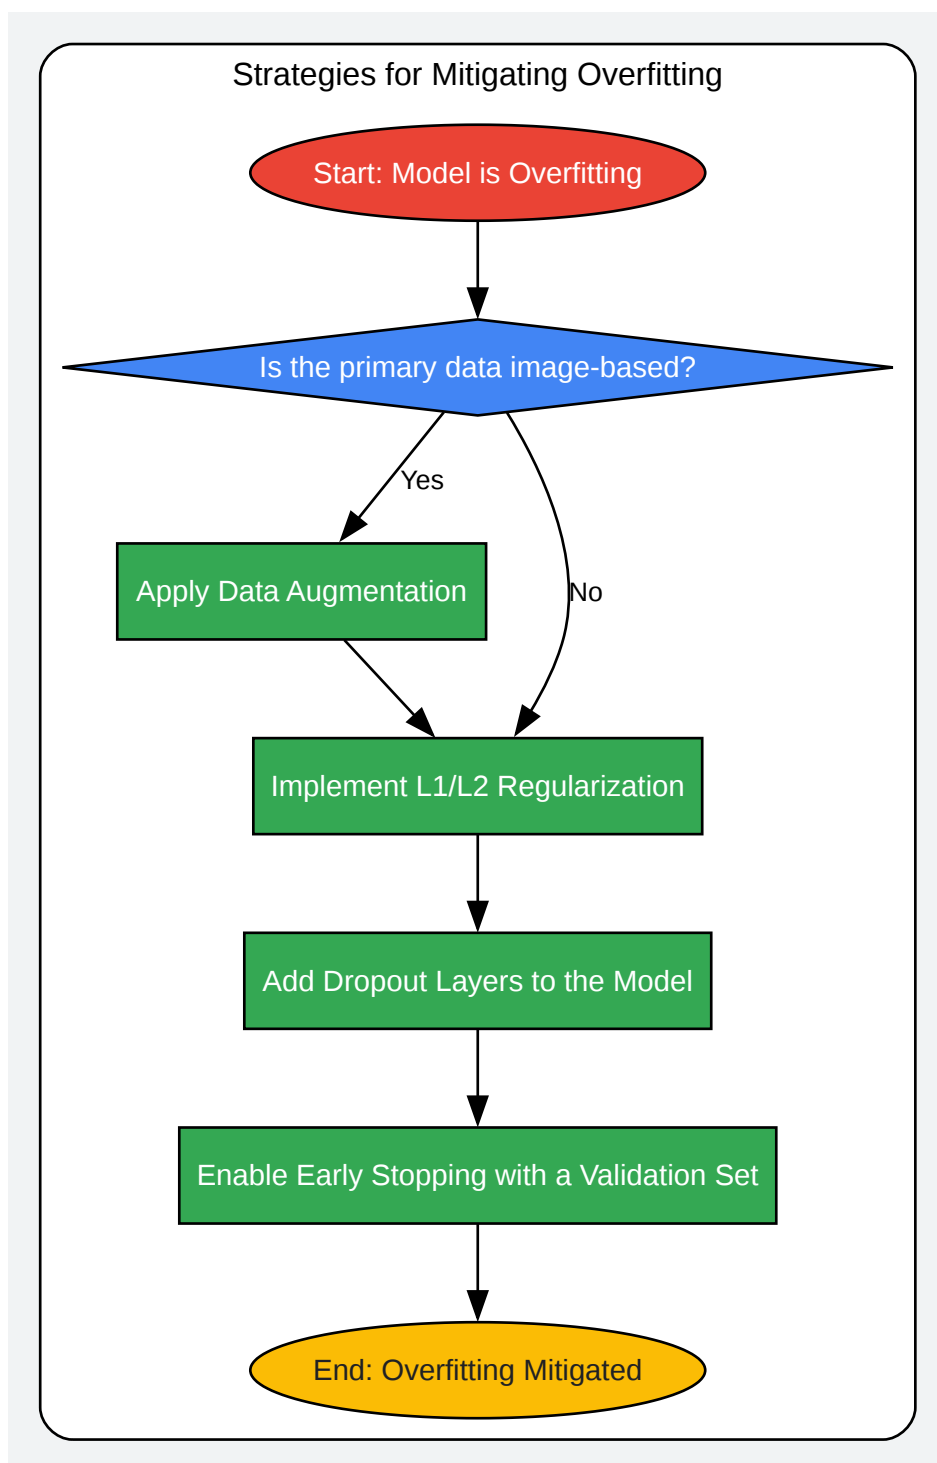 Strategies for Mitigating Overfitting
Start: Model is Overfitting
Is the primary data image-based?
Yes
Apply Data Augmentation
No
Implement L1/L2 Regularization
Add Dropout Layers to the Model
Enable Early Stopping with a Validation Set
End: Overfitting Mitigated